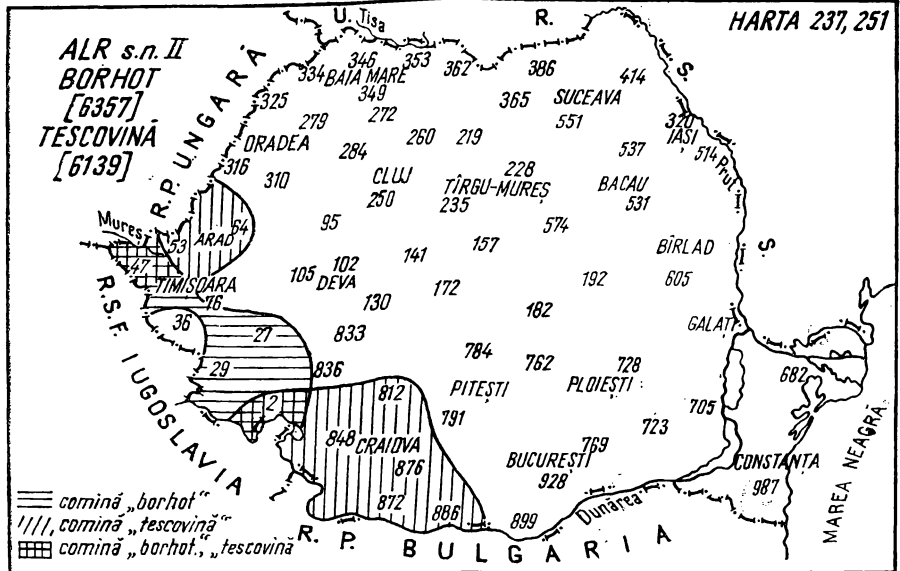 HARTA 237, 251
ALR s.n. II
BORHOT
[6357]
TESCOVINĂ
[6139]
U. R. S. S.
Tisa
R.P. UNGARĂ
334 346 353 362 386 414
BAIA MARE
349 365 SUCEAVA
325 551 320
279 272 IAȘI
ORADEA 260 219 537 514 Prut
284
316 310 CLUJ 228
TÎRGU-MUREȘ BACAU
250 235 531
64 95 574
Mureș 53 ARAD 141 157 BÎRLAD
47 102
105 DEVA 172 192 605
TIMIȘOARA
76 130 182
36 27 833 GALAȚI
784 762 728
29 836 682
812 PITEȘTI PLOIEȘTI
2 791 705
848 CRAIOVA 723
769
876 BUCUREȘTI CONSTANȚA
928 987
872 886 899 Dunărea
R.S.F. IUGOSLAVIA
R. P. BULGARIA
MAREA NEAGRĂ
comină „borhot"
comină „tescovină"
comină „borhot„, „tescovină